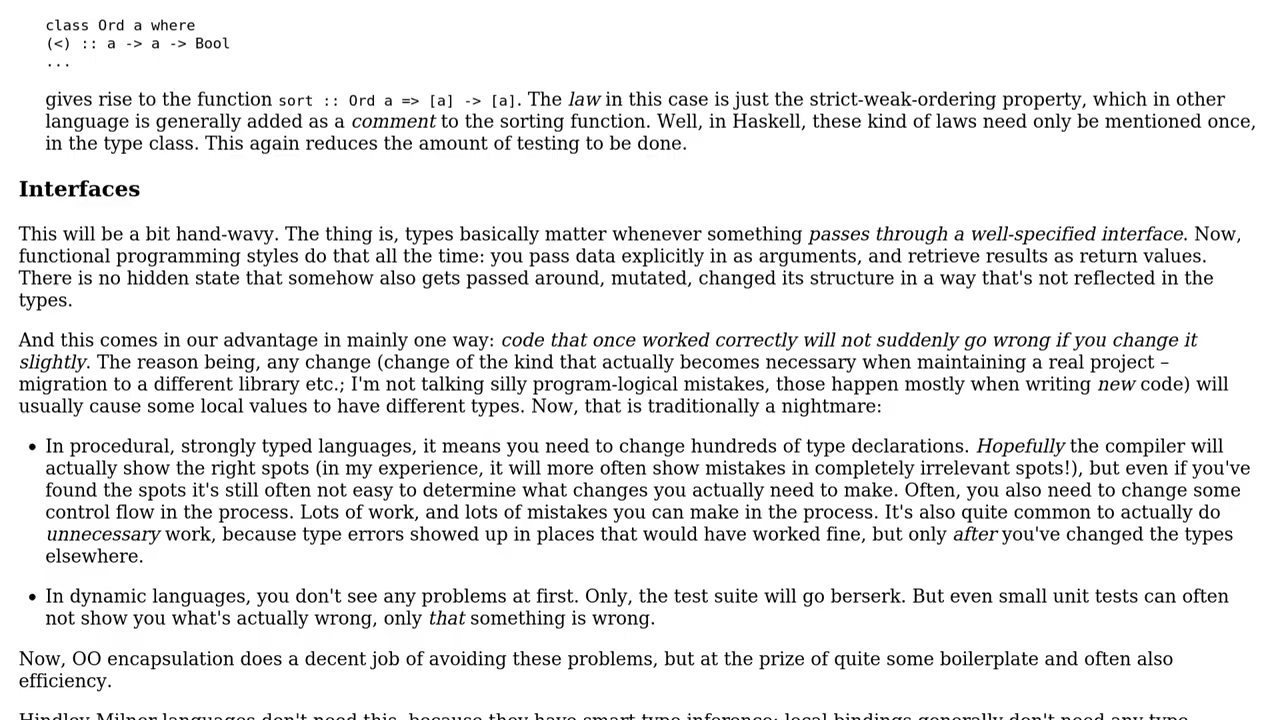 class Ord a where
(<) :: a -> a -> Bool
...
gives rise to the function sort :: Ord a => [a] -> [a]. The law in this case is just the strict-weak-ordering property, which in other
language is generally added as a comment to the sorting function. Well, in Haskell, these kind of laws need only be mentioned once,
in the type class. This again reduces the amount of testing to be done.
Interfaces
This will be a bit hand-wavy. The thing is, types basically matter whenever something passes through a well-specified interface. Now,
functional programming styles do that all the time: you pass data explicitly in as arguments, and retrieve results as return values.
There is no hidden state that somehow also gets passed around, mutated, changed its structure in a way that's not reflected in the
types.
And this comes in our advantage in mainly one way: code that once worked correctly will not suddenly go wrong if you change it
slightly. The reason being, any change (change of the kind that actually becomes necessary when maintaining a real project –
migration to a different library etc.; I'm not talking silly program-logical mistakes, those happen mostly when writing new code) will
usually cause some local values to have different types. Now, that is traditionally a nightmare:
• In procedural, strongly typed languages, it means you need to change hundreds of type declarations. Hopefully the compiler will
actually show the right spots (in my experience, it will more often show mistakes in completely irrelevant spots!), but even if you've
found the spots it's still often not easy to determine what changes you actually need to make. Often, you also need to change some
control flow in the process. Lots of work, and lots of mistakes you can make in the process. It's also quite common to actually do
unnecessary work, because type errors showed up in places that would have worked fine, but only after you've changed the types
elsewhere.
• In dynamic languages, you don't see any problems at first. Only, the test suite will go berserk. But even small unit tests can often
not show you what's actually wrong, only that something is wrong.
Now, OO encapsulation does a decent job of avoiding these problems, but at the prize of quite some boilerplate and often also
efficiency.
Hindley-Milner languages don't need this, because they have smart type inference: local bindings generally don't need any type